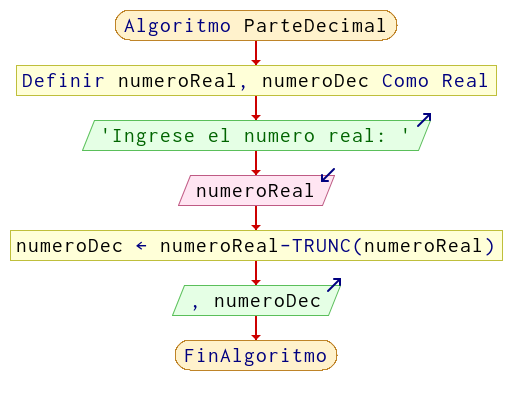 Algoritmo ParteDecimal
Definir numeroReal, numeroDec Como Real
'Ingrese el numero real: '
numeroReal
numeroDec ← numeroReal-TRUNC(numeroReal)
, numeroDec
FinAlgoritmo